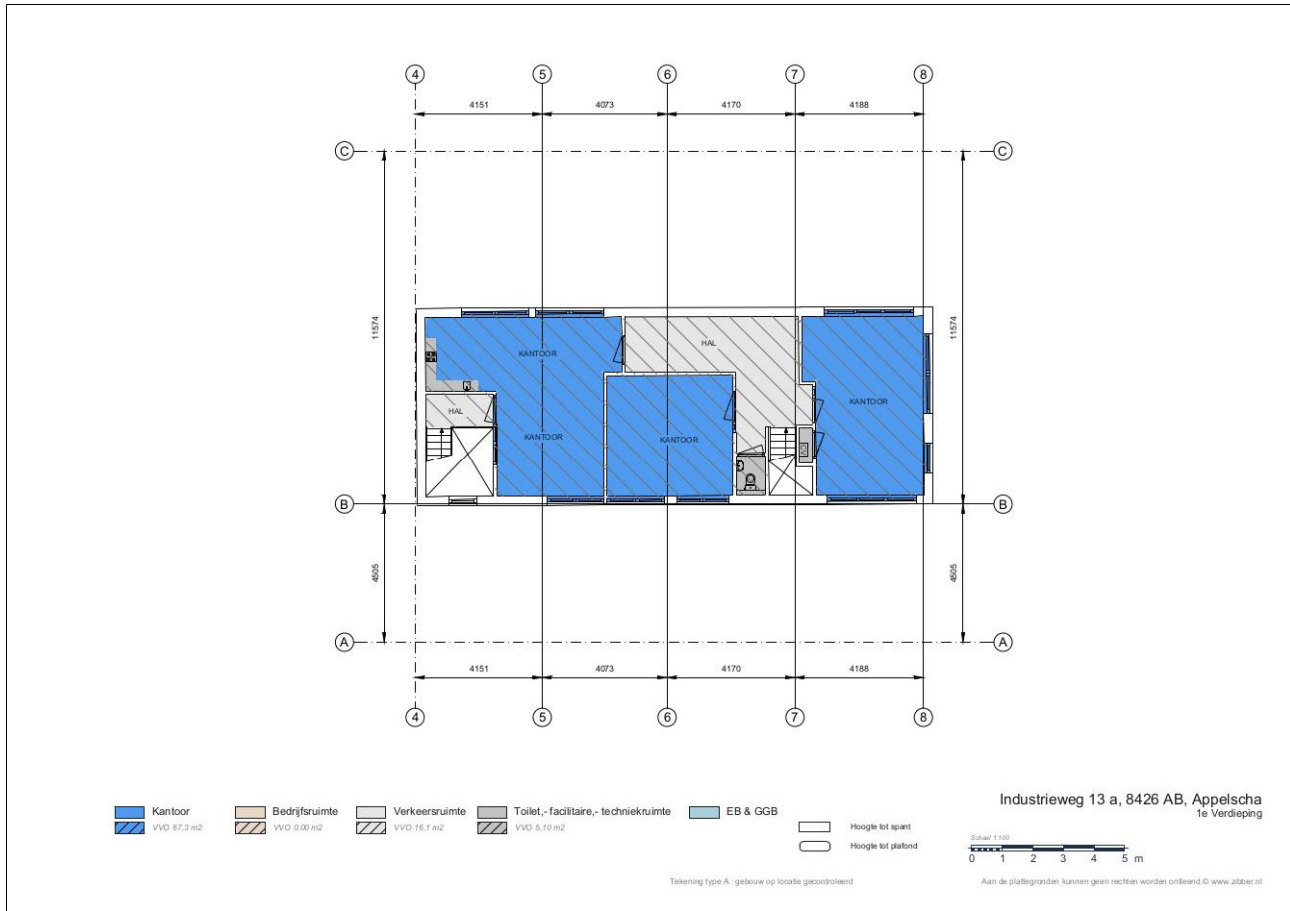 4 5 6 7 8
4151 4073 4170 4188
C C
11574 11574
HAL
KANTOOR
KANTOOR
HAL
KANTOOR
KANTOOR
B B
4505 4505
A A
4151 4073 4170 4188
4 5 6 7 8
Kantoor Bedrijfsruimte Verkeersruimte Toilet,- facilitaire,- techniekruimte EB & GGB
VVO 67,3 m2 VVO 0,00 m2 VVO 16,1 m2 VVO 5,10 m2
Hoogte tot spant
Hoogte tot plafond
Industrieweg 13 a, 8426 AB, Appelscha
1e Verdieping
Schaal 1:100
0 1 2 3 4 5 m
Tekening type A : gebouw op locatie gecontroleerd
Aan de plattegronden kunnen geen rechten worden ontleend © www.zibber.nl